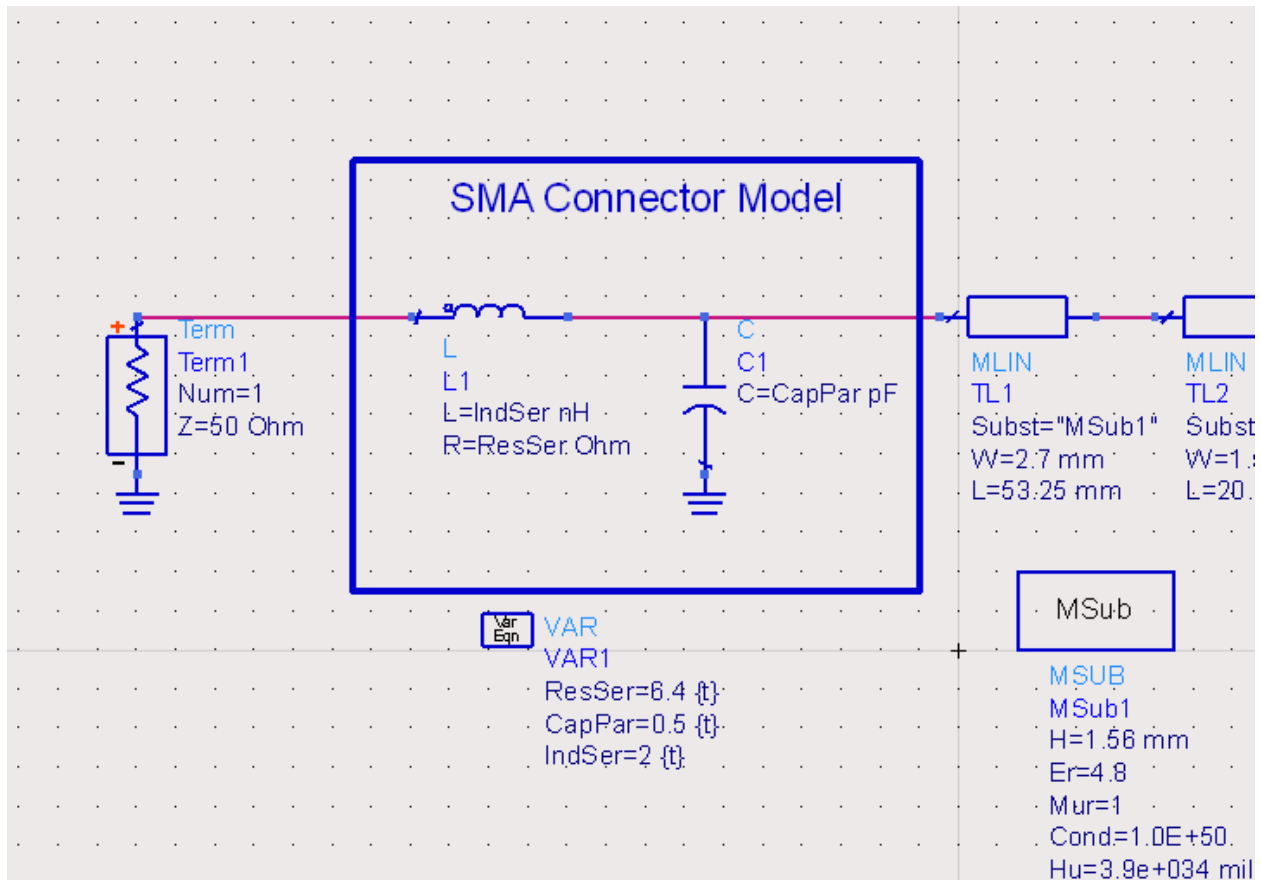 SMA Connector Model
Term
Term1
Num=1
Z=50 Ohm
L
L1
L=IndSer nH
R=ResSer Ohm
C
C1
C=CapPar pF
MLIN
TL1
Subst="MSub1"
W=2.7 mm
L=53.25 mm
MLIN
TL2
Subst
W=1.
L=20.
Var
Eqn
VAR
VAR1
ResSer=6.4 {t}
CapPar=0.5 {t}
IndSer=2 {t}
MSub
MSUB
MSub1
H=1.56 mm
Er=4.8
Mur=1
Cond=1.0E+50
Hu=3.9e+034 mil